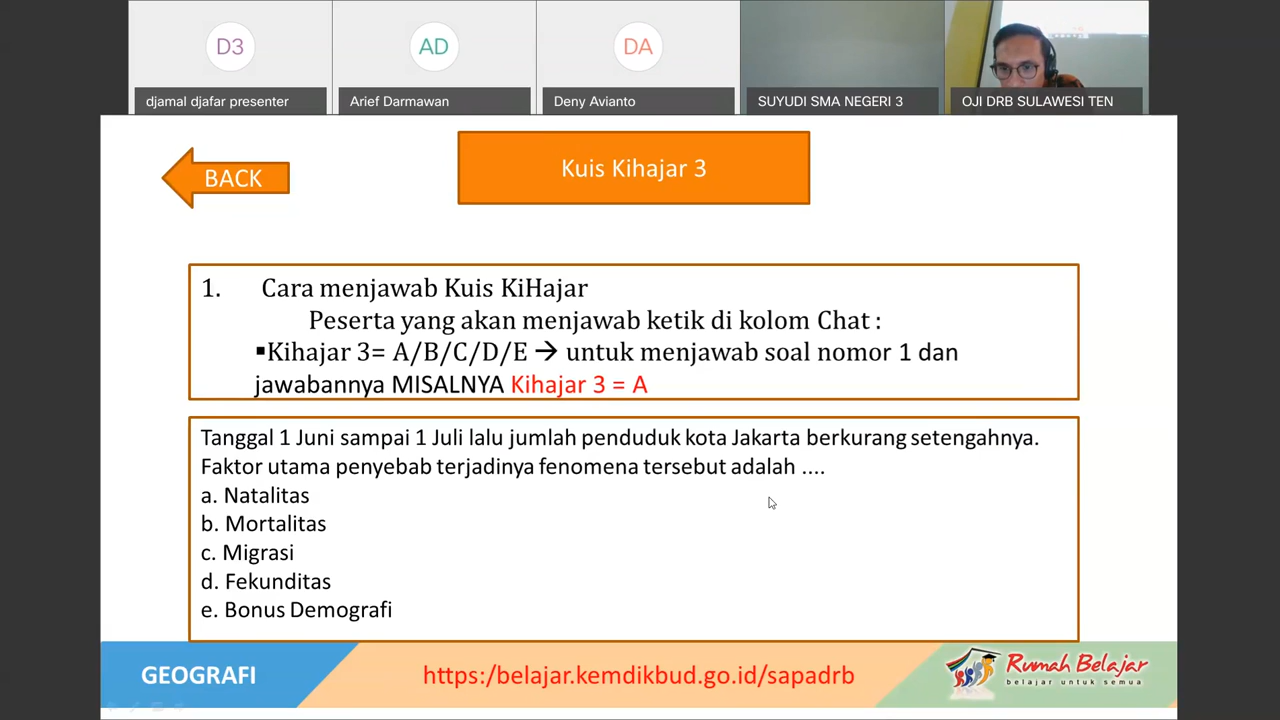 D3
AD
DA
djamal djafar presenter
Arief Darmawan
Deny Avianto
SUYUDI SMA NEGERI 3
OJI DRB SULAWESI TEN
BACK
Kuis Kihajar 3
1. Cara menjawab Kuis KiHajar
Peserta yang akan menjawab ketik di kolom Chat :
▪Kihajar 3= A/B/C/D/E → untuk menjawab soal nomor 1 dan
jawabannya MISALNYA Kihajar 3 = A
Tanggal 1 Juni sampai 1 Juli lalu jumlah penduduk kota Jakarta berkurang setengahnya.
Faktor utama penyebab terjadinya fenomena tersebut adalah ....
a. Natalitas
b. Mortalitas
c. Migrasi
d. Fekunditas
e. Bonus Demografi
GEOGRAFI
https:/belajar.kemdikbud.go.id/sapadrb
Rumah Belajar
belajar untuk semua